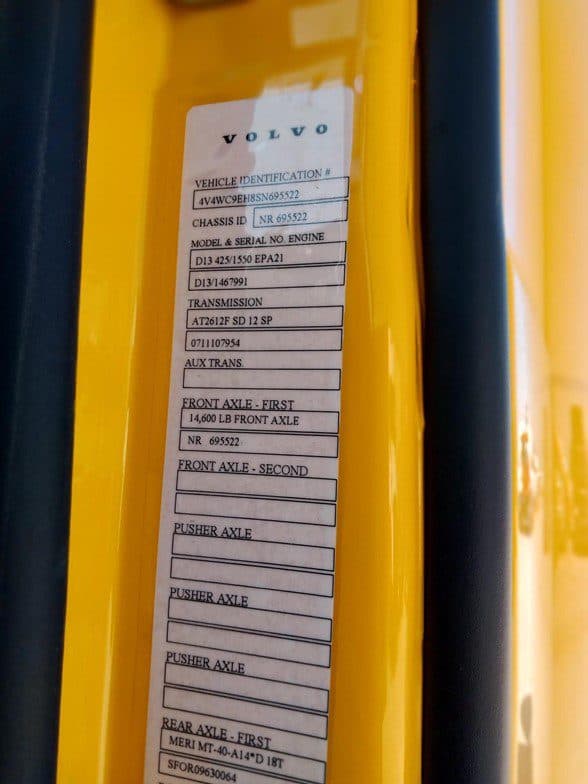 VOLVO
VEHICLE IDENTIFICATION #
4V4WC9EH8SN695522
CHASSIS ID NR 695522
MODEL & SERIAL NO. ENGINE
D13 425/1550 EPA21
D13/1467991
TRANSMISSION
AT2612F SD 12 SP
0711107954
AUX TRANS.
FRONT AXLE - FIRST
14,600 LB FRONT AXLE
NR 695522
FRONT AXLE - SECOND
PUSHER AXLE
PUSHER AXLE
PUSHER AXLE
REAR AXLE - FIRST
MERI MT-40-A14*D 18T
SFOR09630064